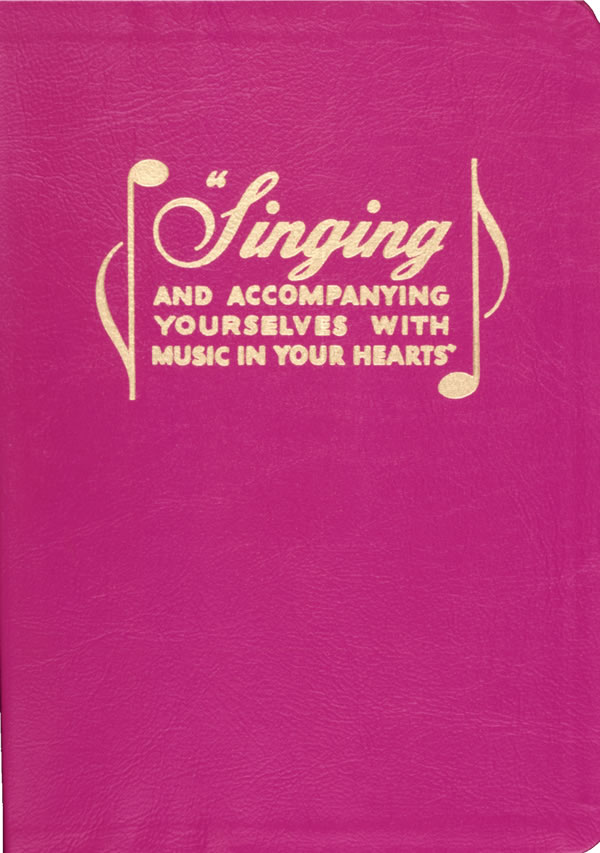 “Singing
AND ACCOMPANYING
YOURSELVES WITH
MUSIC IN YOUR HEARTS”